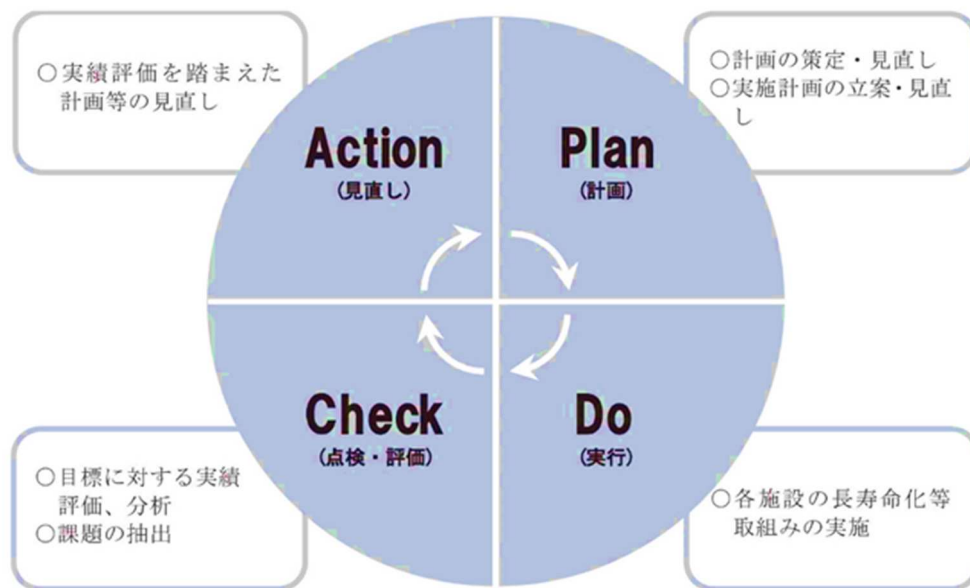 ○実績評価を踏まえた
計画等の見直し
Action
(見直し)
○計画の策定・見直し
○実施計画の立案・見直
し
Plan
(計画)
Check
(点検・評価)
○目標に対する実績
評価、分析
○課題の抽出
Do
(実行)
○各施設の長寿命化等
取組みの実施